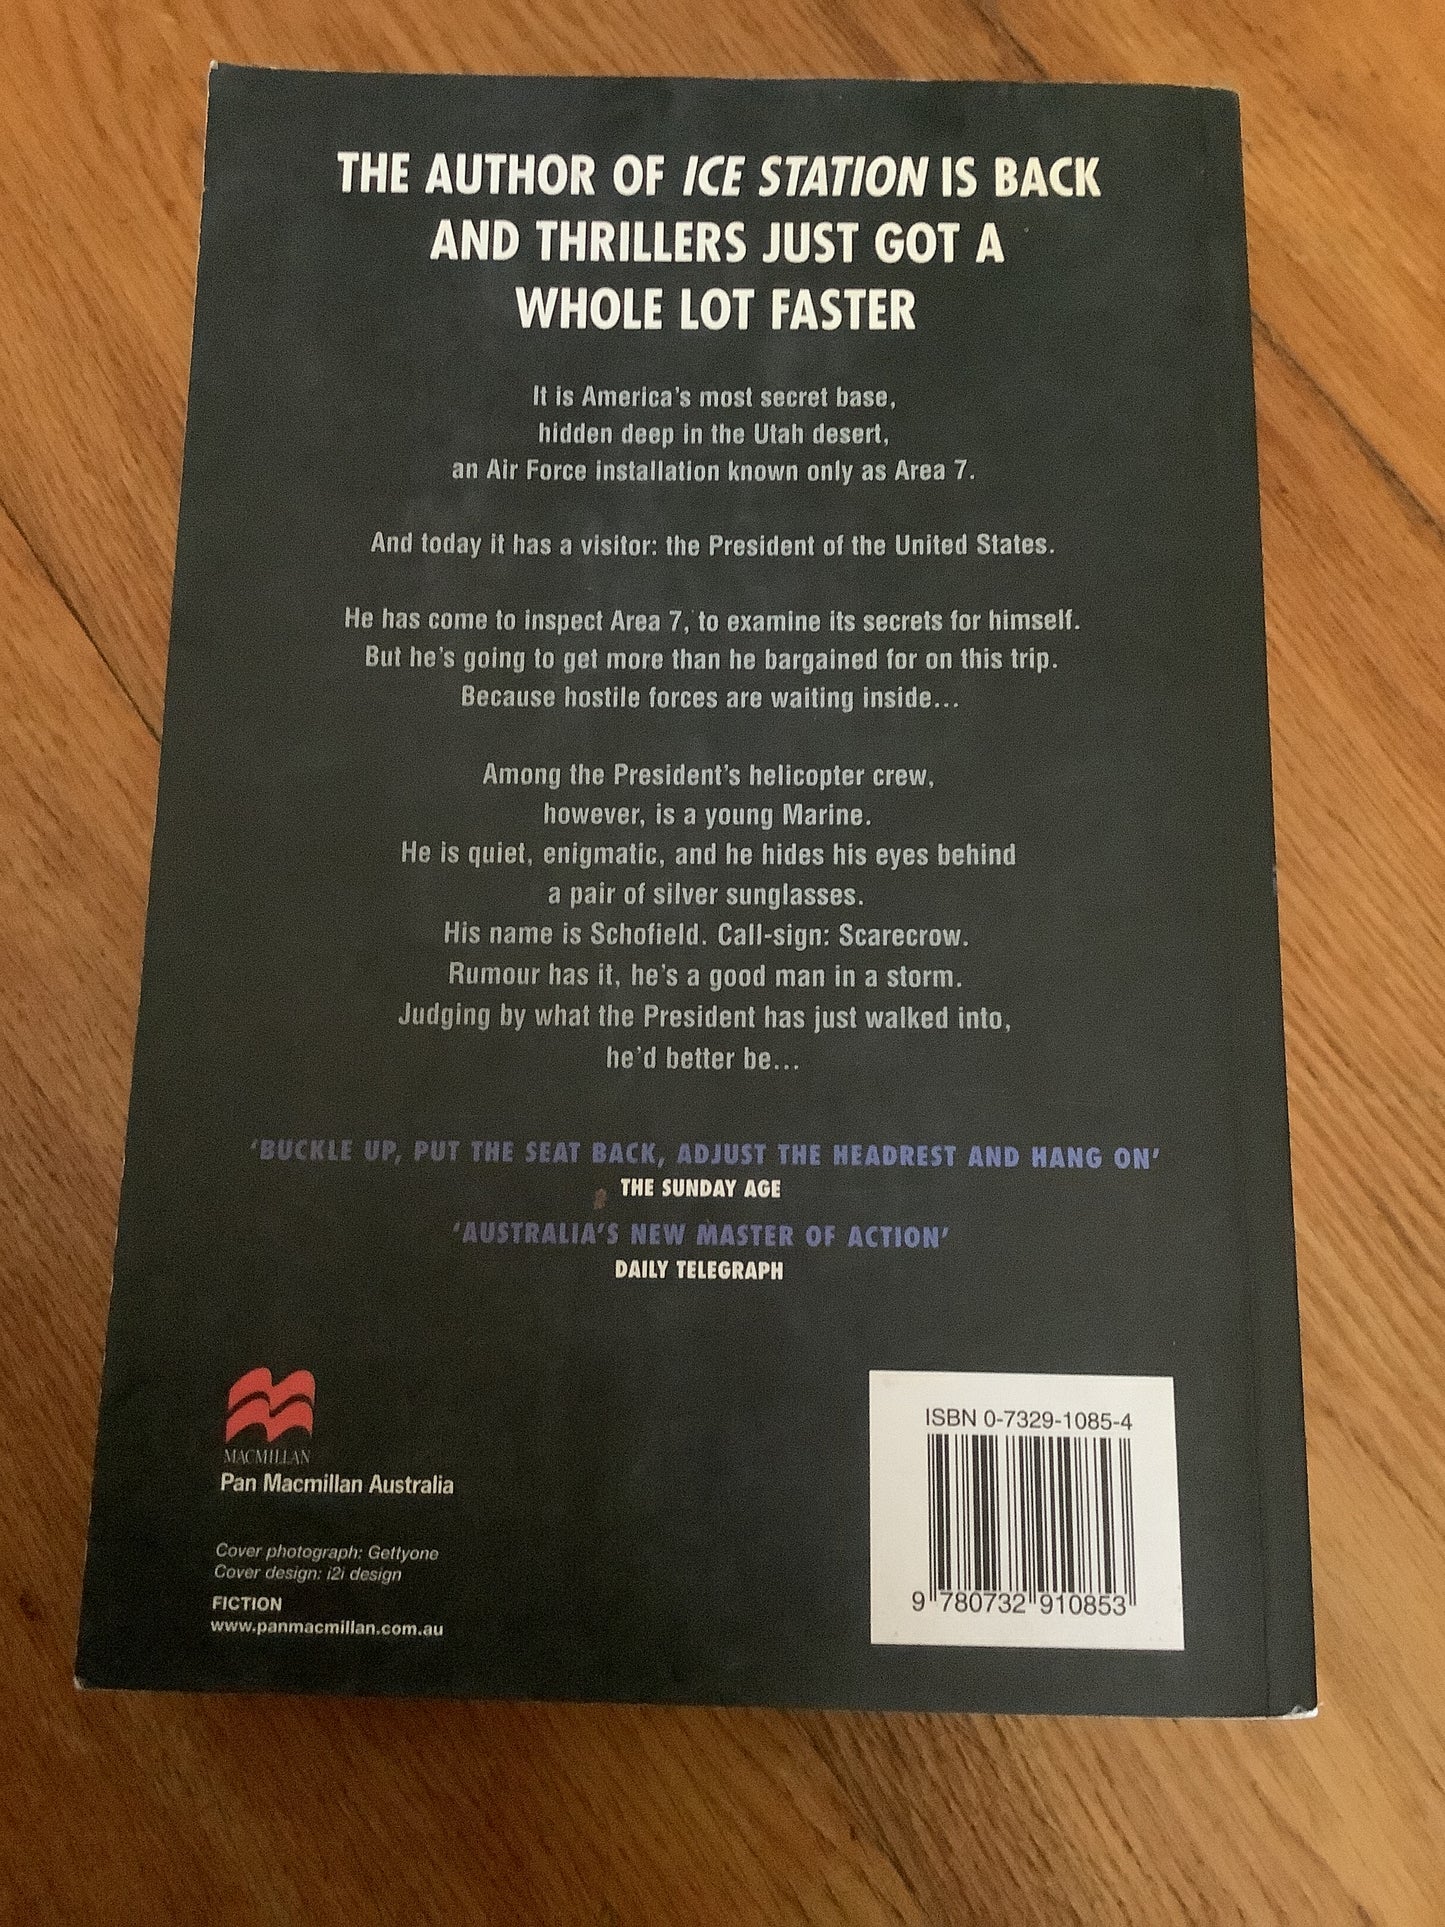 THE AUTHOR OF ICE STATION IS BACK
AND THRILLERS JUST GOT A
WHOLE LOT FASTER
It is America's most secret base,
hidden deep in the Utah desert,
an Air Force installation known only as Area 7.
And today it has a visitor: the President of the United States.
He has come to inspect Area 7, to examine its secrets for himself.
But he's going to get more than he bargained for on this trip.
Because hostile forces are waiting inside...
Among the President's helicopter crew,
however, is a young Marine.
He is quiet, enigmatic, and he hides his eyes behind
a pair of silver sunglasses.
His name is Schofield. Call-sign: Scarecrow.
Rumour has it, he's a good man in a storm.
Judging by what the President has just walked into,
he'd better be...
'BUCKLE UP, PUT THE SEAT BACK, ADJUST THE HEADREST AND HANG ON'
THE SUNDAY AGE
'AUSTRALIA'S NEW MASTER OF ACTION'
DAILY TELEGRAPH
MACMILLAN
Pan Macmillan Australia
Cover photograph: Gettyone
Cover design: i2i design
FICTION
www.panmacmillan.com.au
ISBN 0-7329-1085-4
9 780732 910853